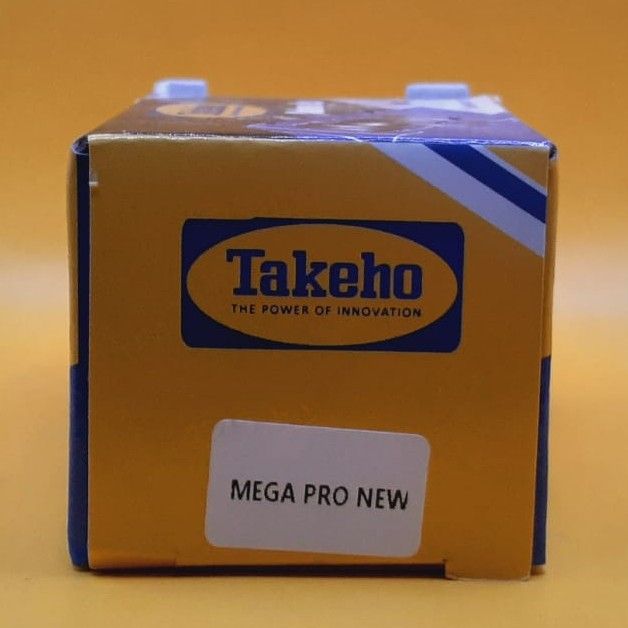 Takeho
THE POWER OF INNOVATION
MEGA PRO NEW